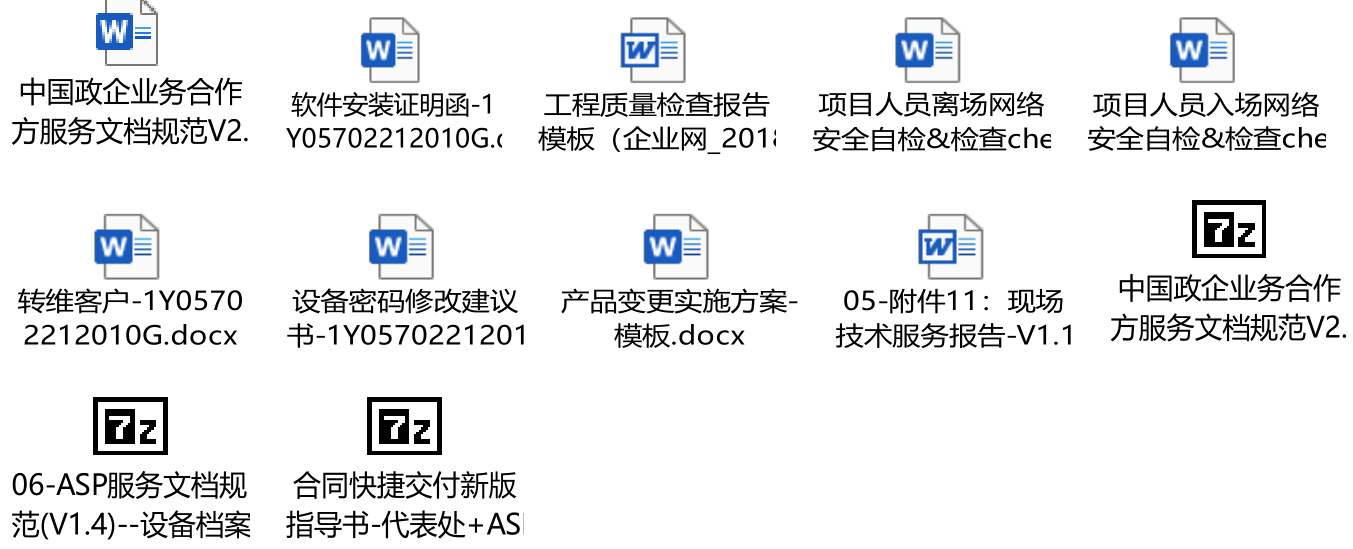 中国政企业务合作
方服务文档规范V2.
软件安装证明函-1
Y05702212010G.c
工程质量检查报告
模板（企业网_2018
项目人员离场网络
安全自检&检查che
项目人员入场网络
安全自检&检查che
转维客户-1Y0570
2212010G.docx
设备密码修改建议
书-1Y0570221201
产品变更实施方案-
模板.docx
05-附件11：现场
技术服务报告-V1.1
中国政企业务合作
方服务文档规范V2.
06-ASP服务文档规
范(V1.4)--设备档案
合同快捷交付新版
指导书-代表处+AS